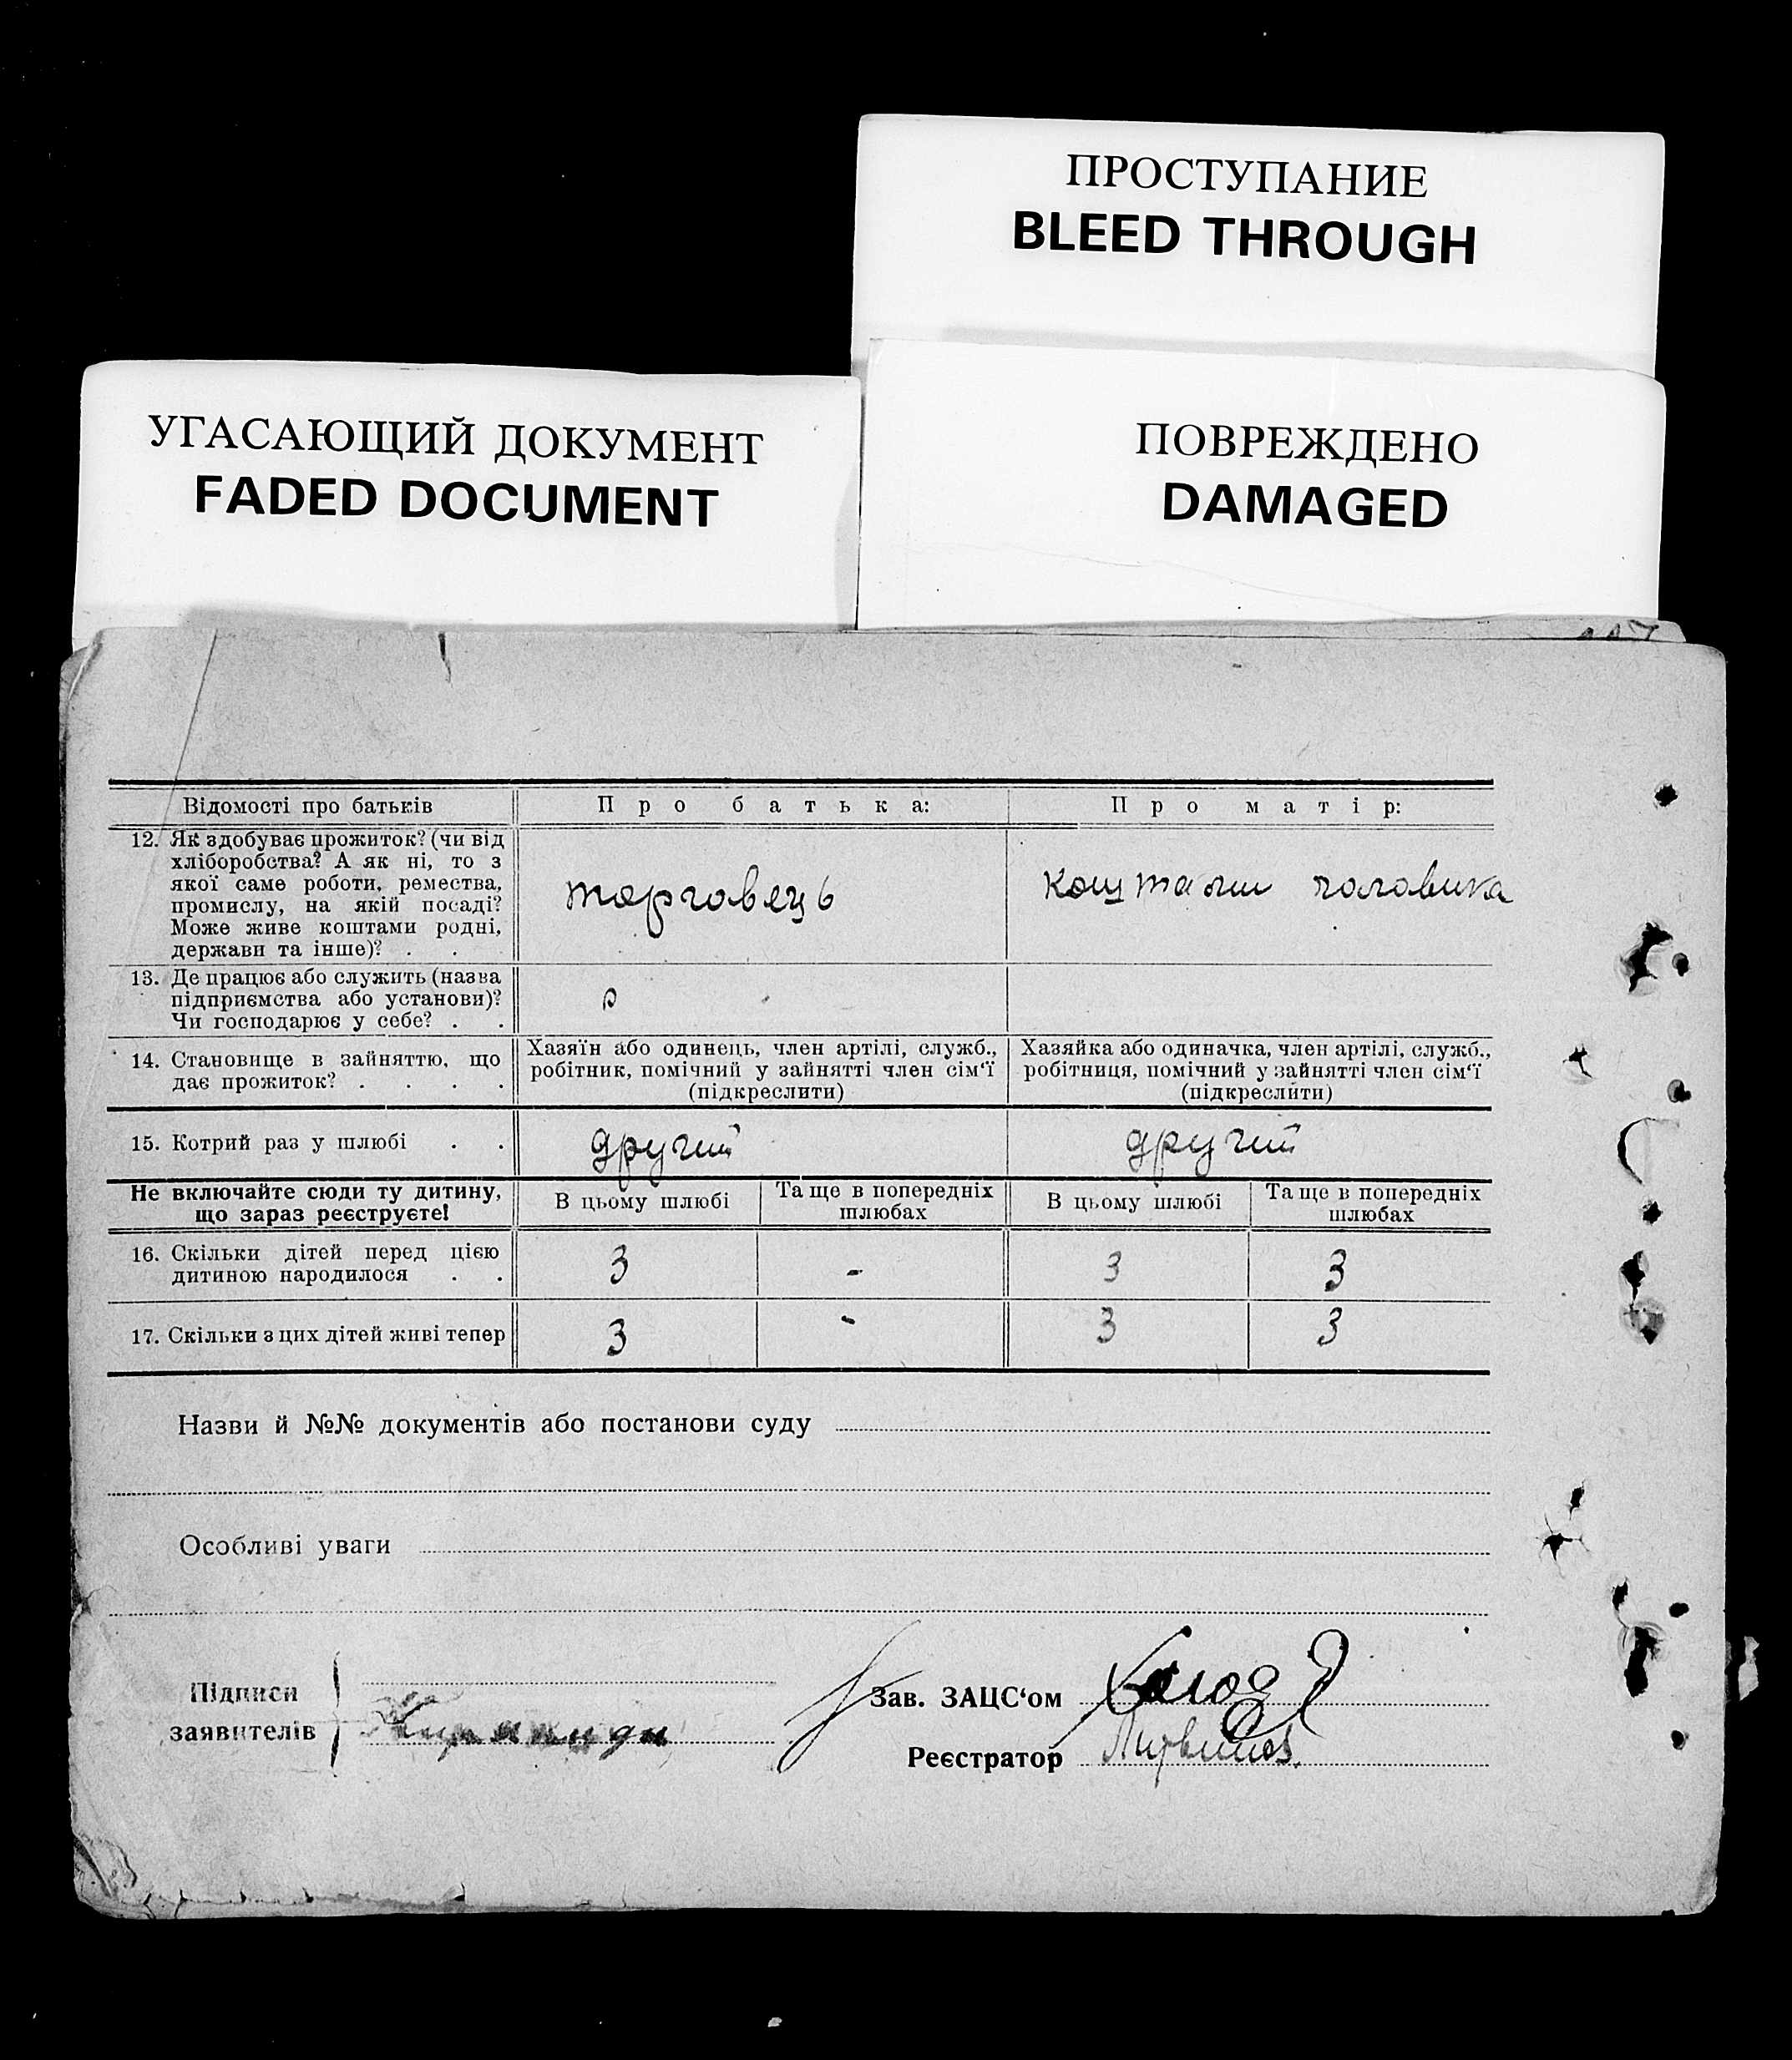 ПРОСТУПАНИЕ
BLEED THROUGH
УГАСАЮЩИЙ ДОКУМЕНТ
FADED DOCUMENT
ПОВРЕЖДЕНО
DAMAGED
Відомості про батьків Про батька: Про матір:
12. Як здобуває прожиток? (чи від
хліборобства? А як ні, то з
якої саме роботи, ремества,
промислу, на якій посаді?
Може живе коштами родні,
держави та інше)? . .
торговець коштами чоловика
13. Де працює або служить (назва
підприємства або установи)?
Чи господарює у себе? . .
14. Становище в зайняттю, що
дає прожиток? . . . .
Хазяїн або одинець, член артілі, служб.,
робітник, помічний у зайнятті член сім'ї
(підкреслити)
Хазяйка або одиначка, член артілі, служб.,
робітниця, помічний у зайнятті член сім'ї
(підкреслити)
15. Котрий раз у шлюбі . . другий другий
Не включайте сюди ту дитину,
що зараз реєструєте!
В цьому шлюбі
Та ще в попередніх
шлюбах
В цьому шлюбі
Та ще в попередніх
шлюбах
16. Скільки дітей перед цією
дитиною народилося . .
3 - 3 3
17. Скільки з цих дітей живі тепер 3 - 3 3
Назви й №№ документів або постанови суду
Особливі уваги
Підписи
заявителів
Зав. ЗАЦС'ом
Реєстратор